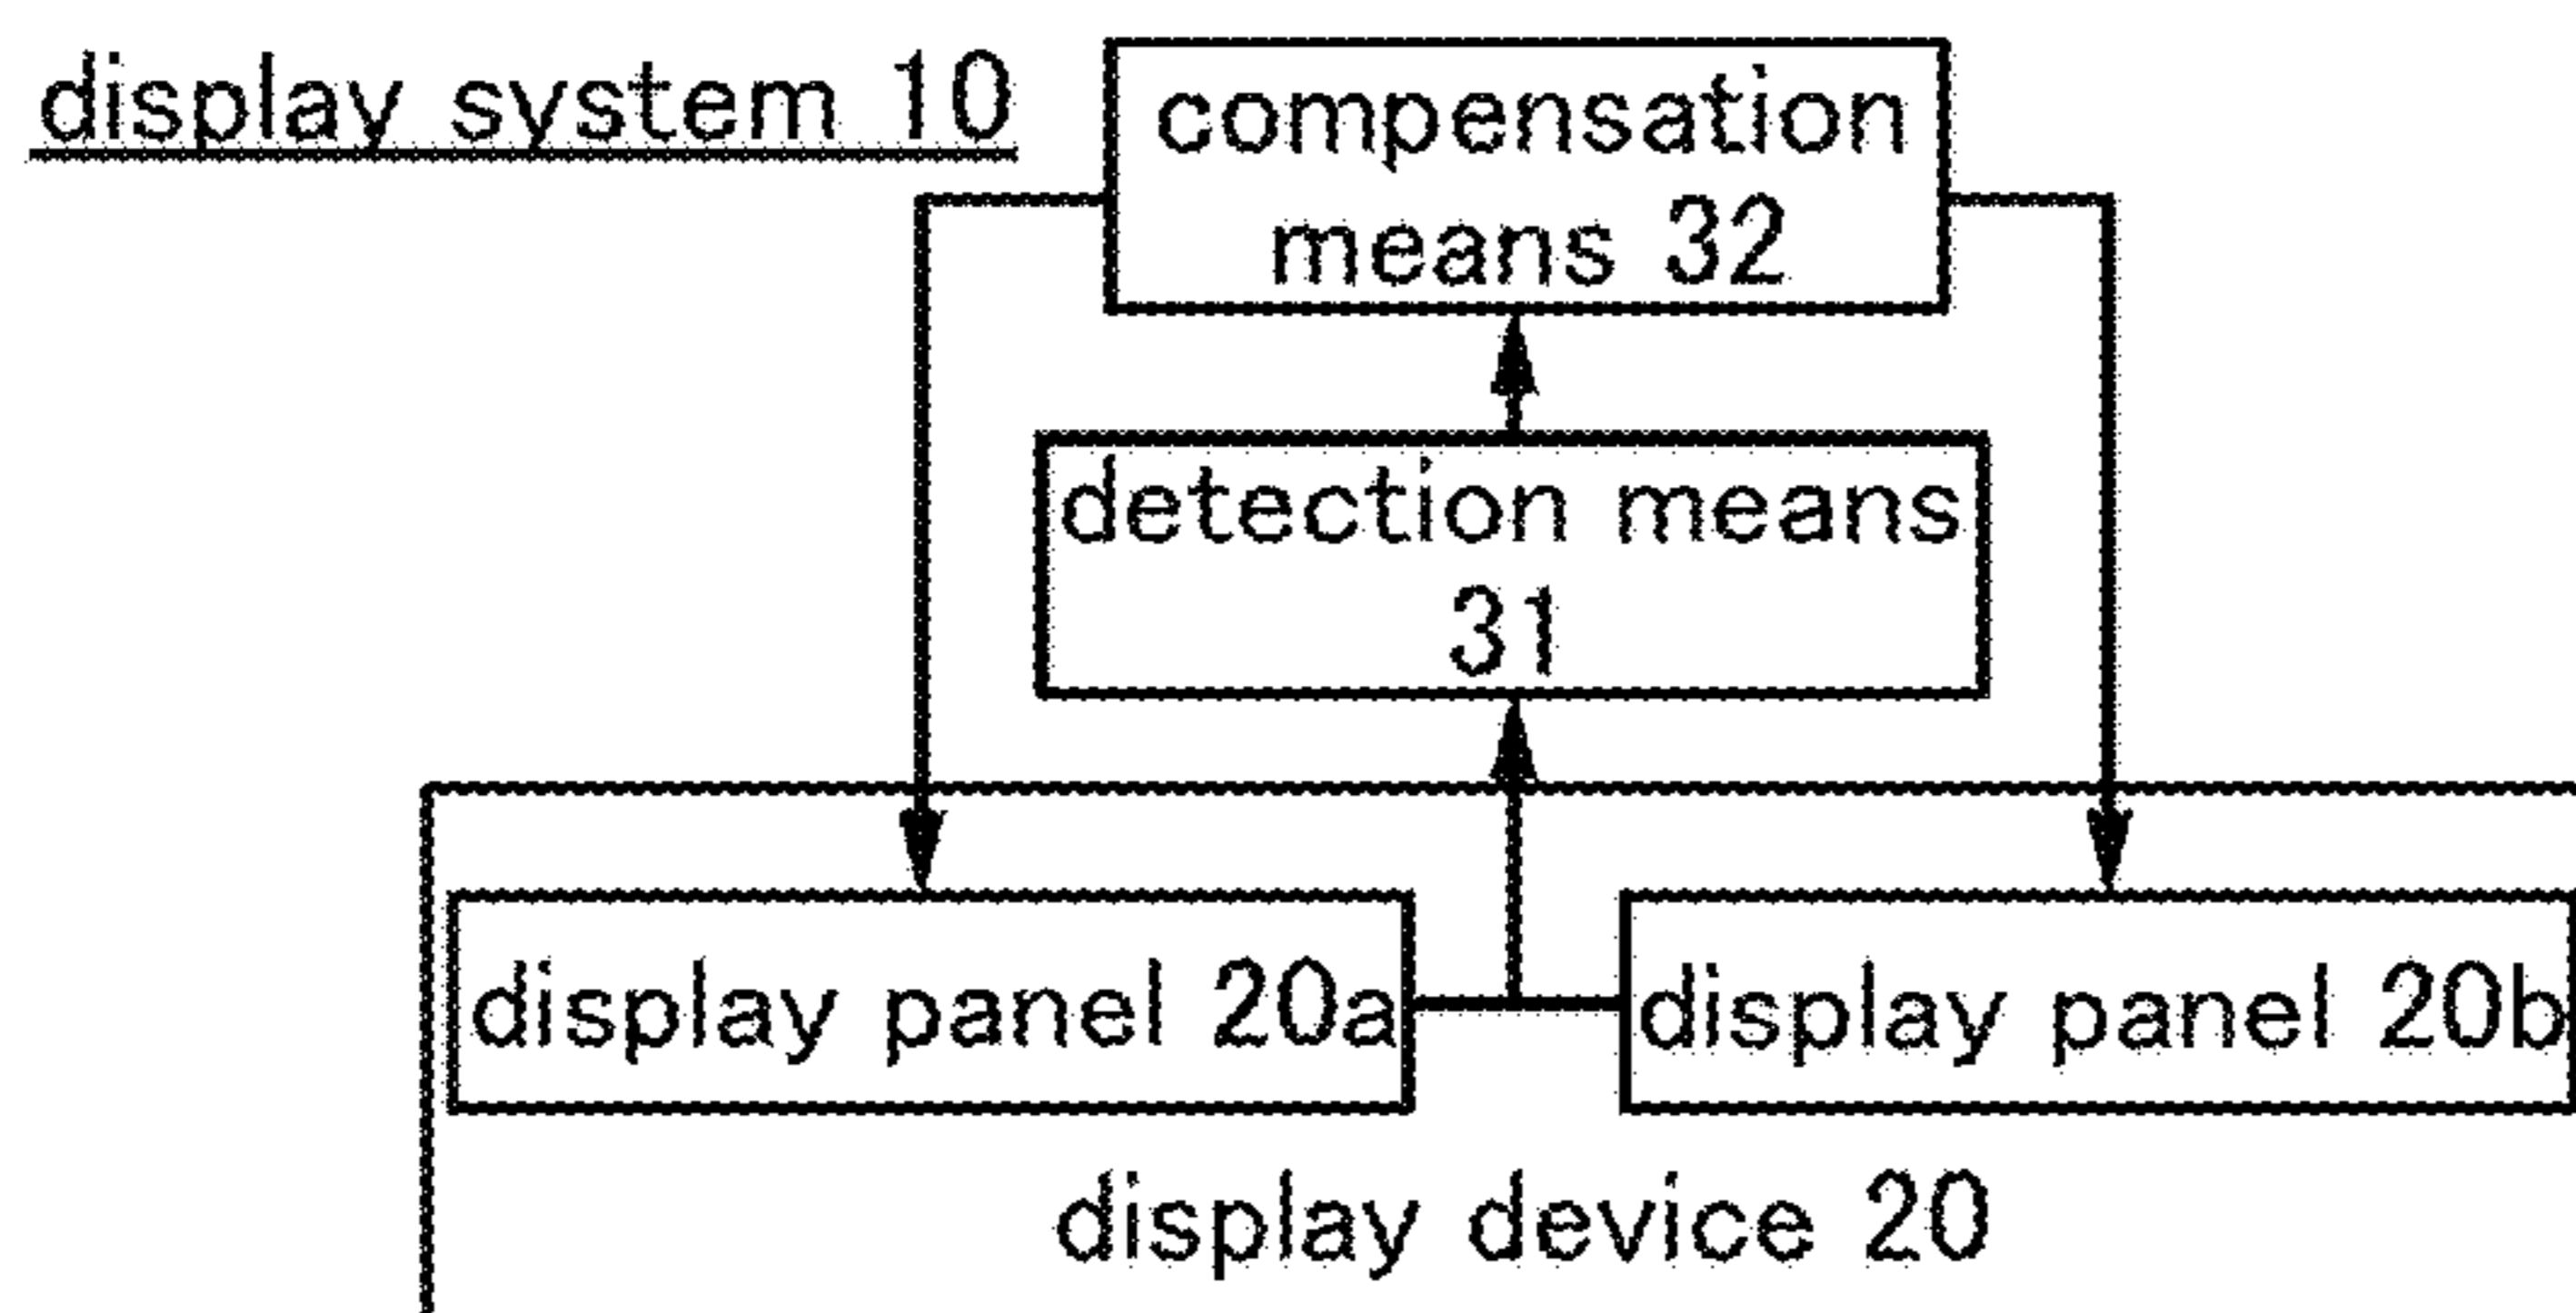 display system 10
compensation
means 32
detection means
31
display panel 20a
display panel 20b
display device 20